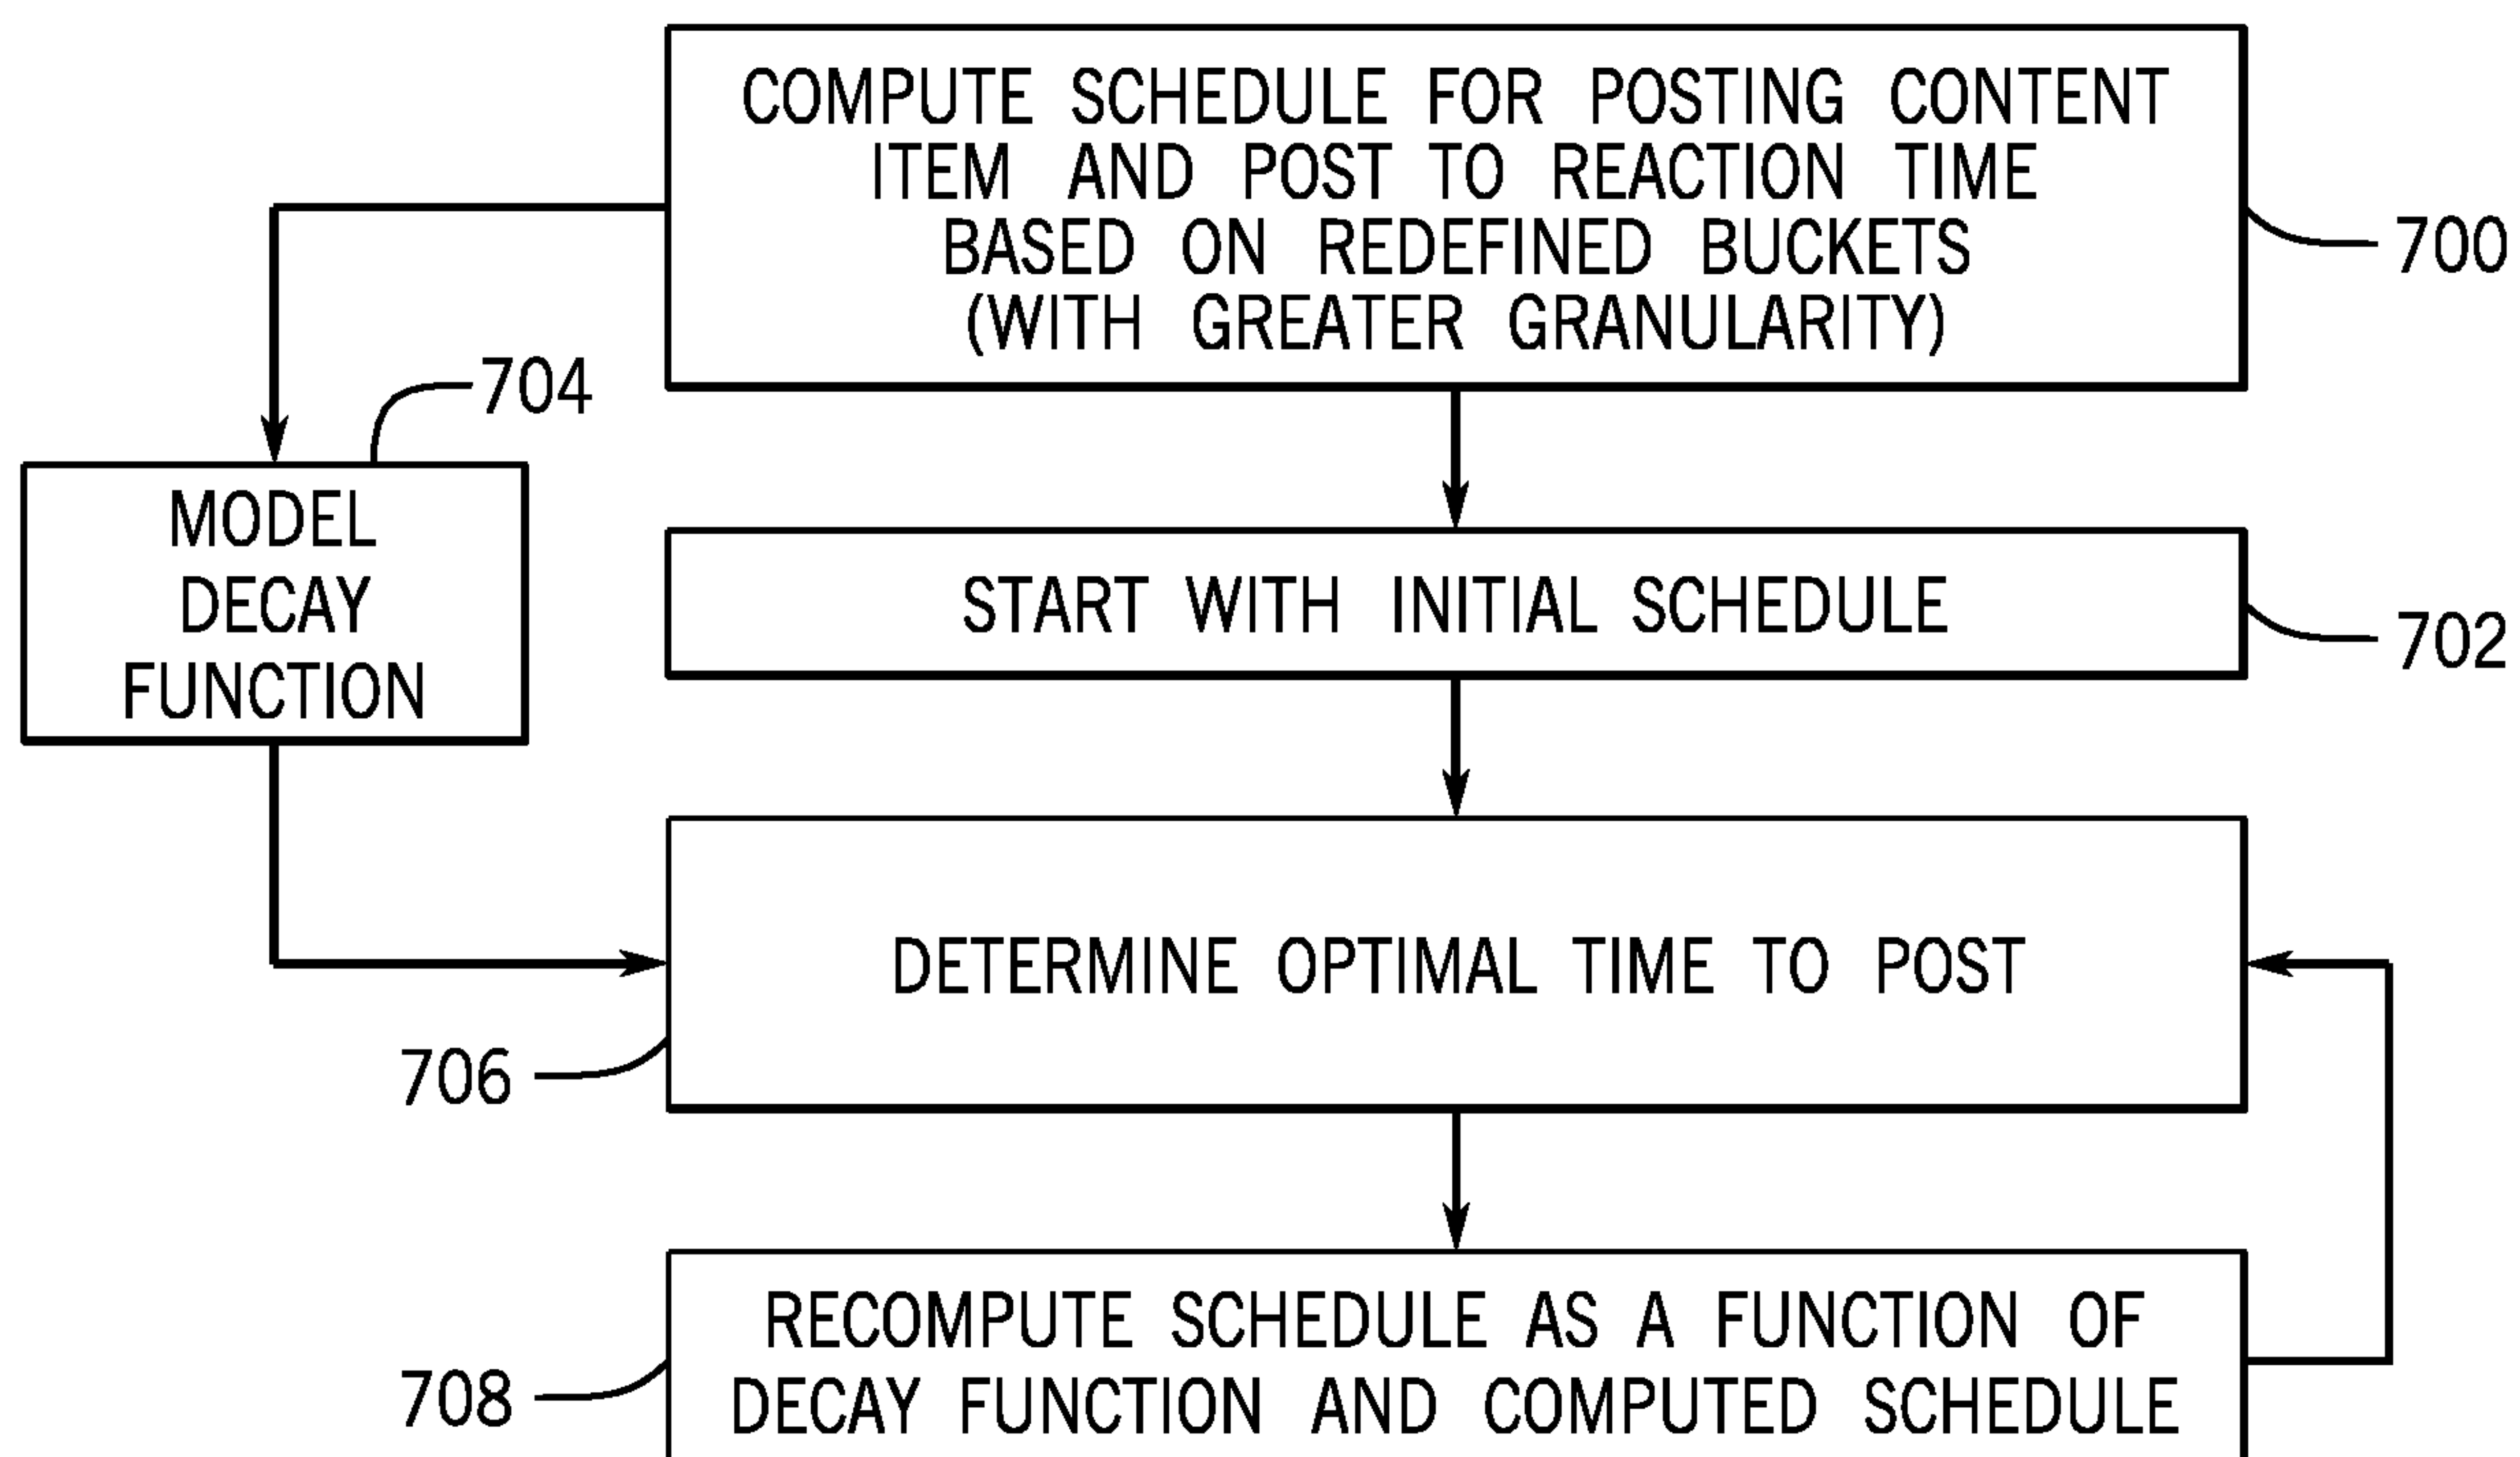 COMPUTE SCHEDULE FOR POSTING CONTENT
ITEM AND POST TO REACTION TIME
BASED ON REDEFINED BUCKETS
(WITH GREATER GRANULARITY)
700
704
MODEL
DECAY
FUNCTION
START WITH INITIAL SCHEDULE
702
DETERMINE OPTIMAL TIME TO POST
706
RECOMPUTE SCHEDULE AS A FUNCTION OF
DECAY FUNCTION AND COMPUTED SCHEDULE
708